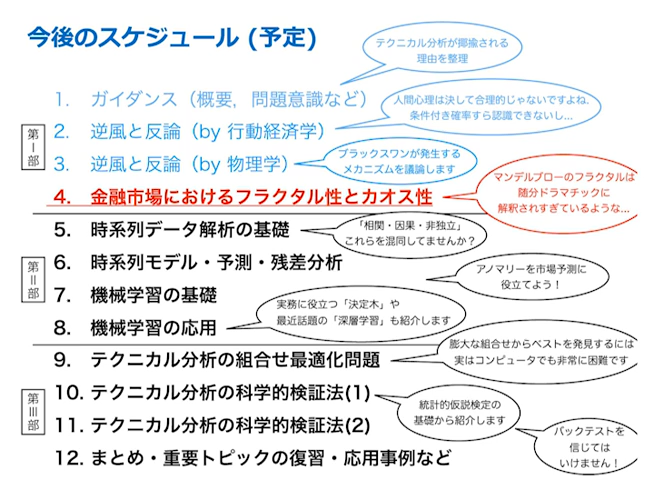 今後のスケジュール (予定)
テクニカル分析が揶揄される
理由を整理
1. ガイダンス（概要，問題意識など）
人間心理は決して合理的じゃないですよね.
条件付き確率すら認識できないし...
第Ⅰ部
2. 逆風と反論（by 行動経済学）
ブラックスワンが発生する
メカニズムを議論します
3. 逆風と反論（by 物理学）
マンデルブローのフラクタルは
随分ドラマチックに
解釈されすぎているような...
4. 金融市場におけるフラクタル性とカオス性
5. 時系列データ解析の基礎
「相関・因果・非独立」
これらを混同してませんか？
第Ⅱ部
6. 時系列モデル・予測・残差分析
アノマリーを市場予測に
役立てよう！
7. 機械学習の基礎
実務に役立つ「決定木」や
最近話題の「深層学習」も紹介します
8. 機械学習の応用
膨大な組合せからベストを発見するには
実はコンピュータでも非常に困難です
9. テクニカル分析の組合せ最適化問題
第Ⅲ部
10. テクニカル分析の科学的検証法(1)
統計的仮説検定の
基礎から紹介します
11. テクニカル分析の科学的検証法(2)
バックテストを
信じては
いけません！
12. まとめ・重要トピックの復習・応用事例など